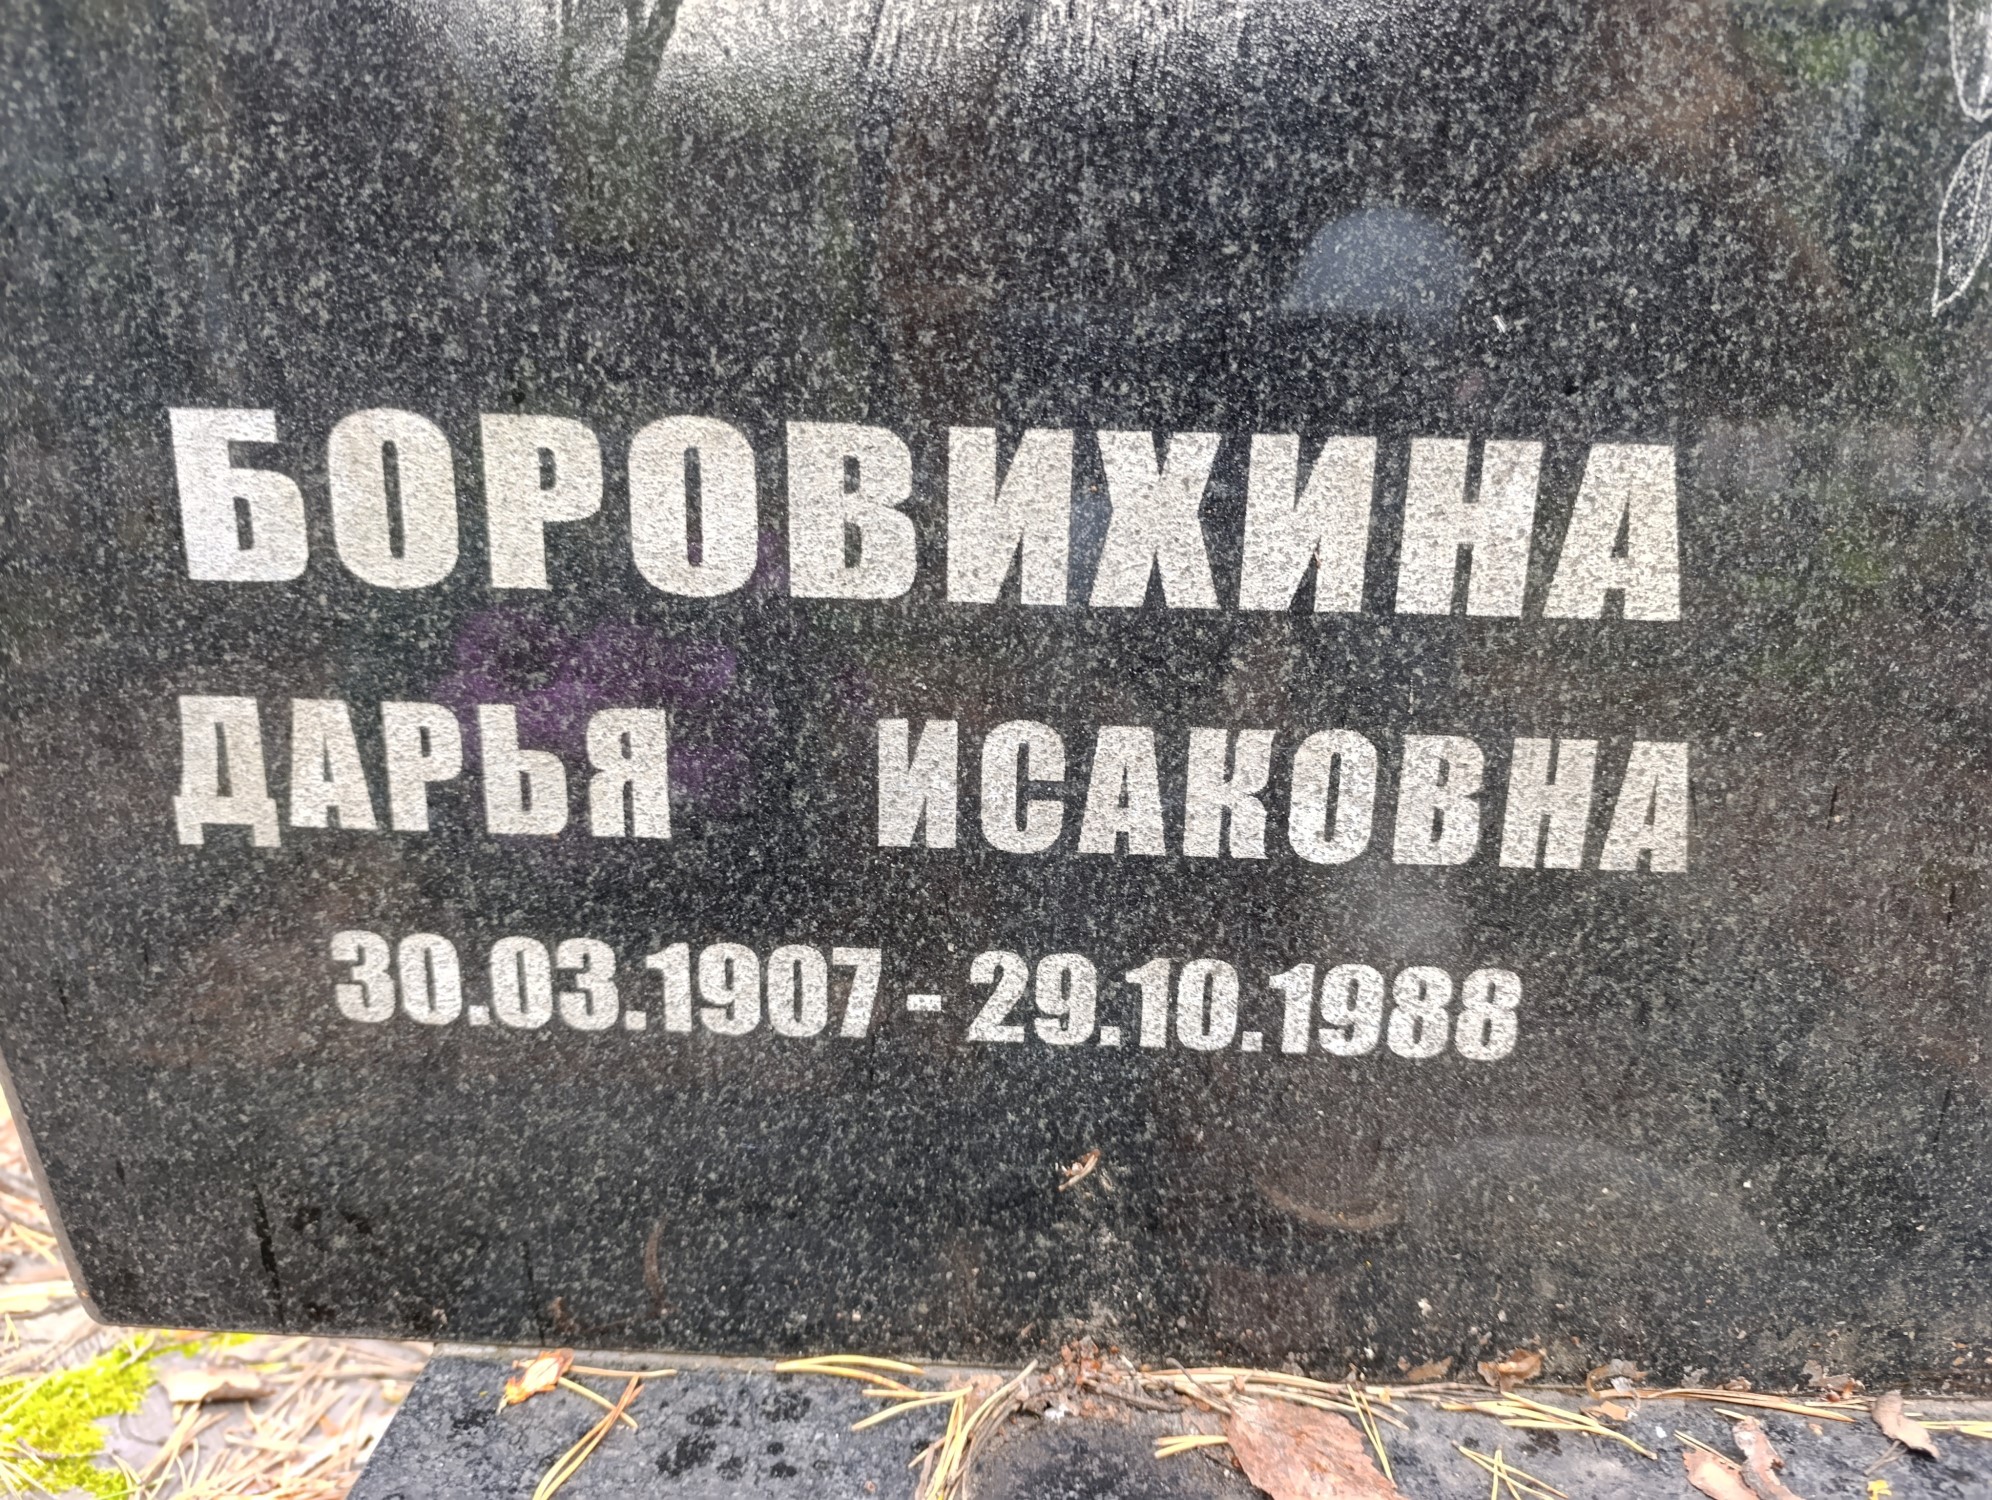 БОРОВИХИНА
ДАРЬЯ ИСАКОВНА
30.03.1907 - 29.10.1988